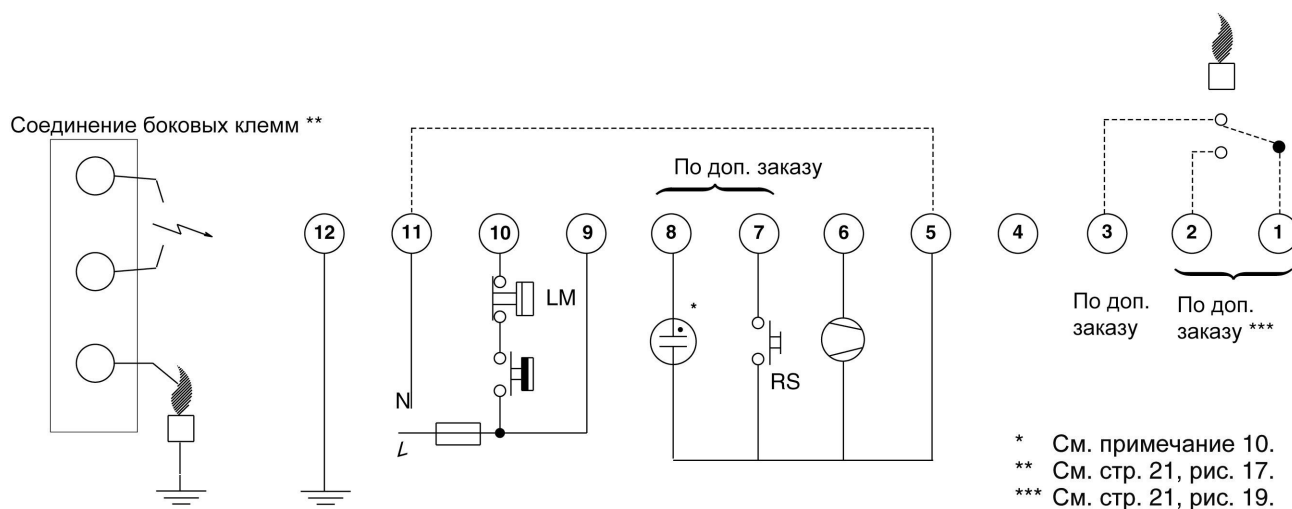 Соединение боковых клемм **
По доп. заказу
12
11
10
9
8
7
6
5
4
3
2
1
LM
*
RS
N
L
По доп.
заказу
По доп.
заказу ***
* См. примечание 10.
** См. стр. 21, рис. 17.
*** См. стр. 21, рис. 19.